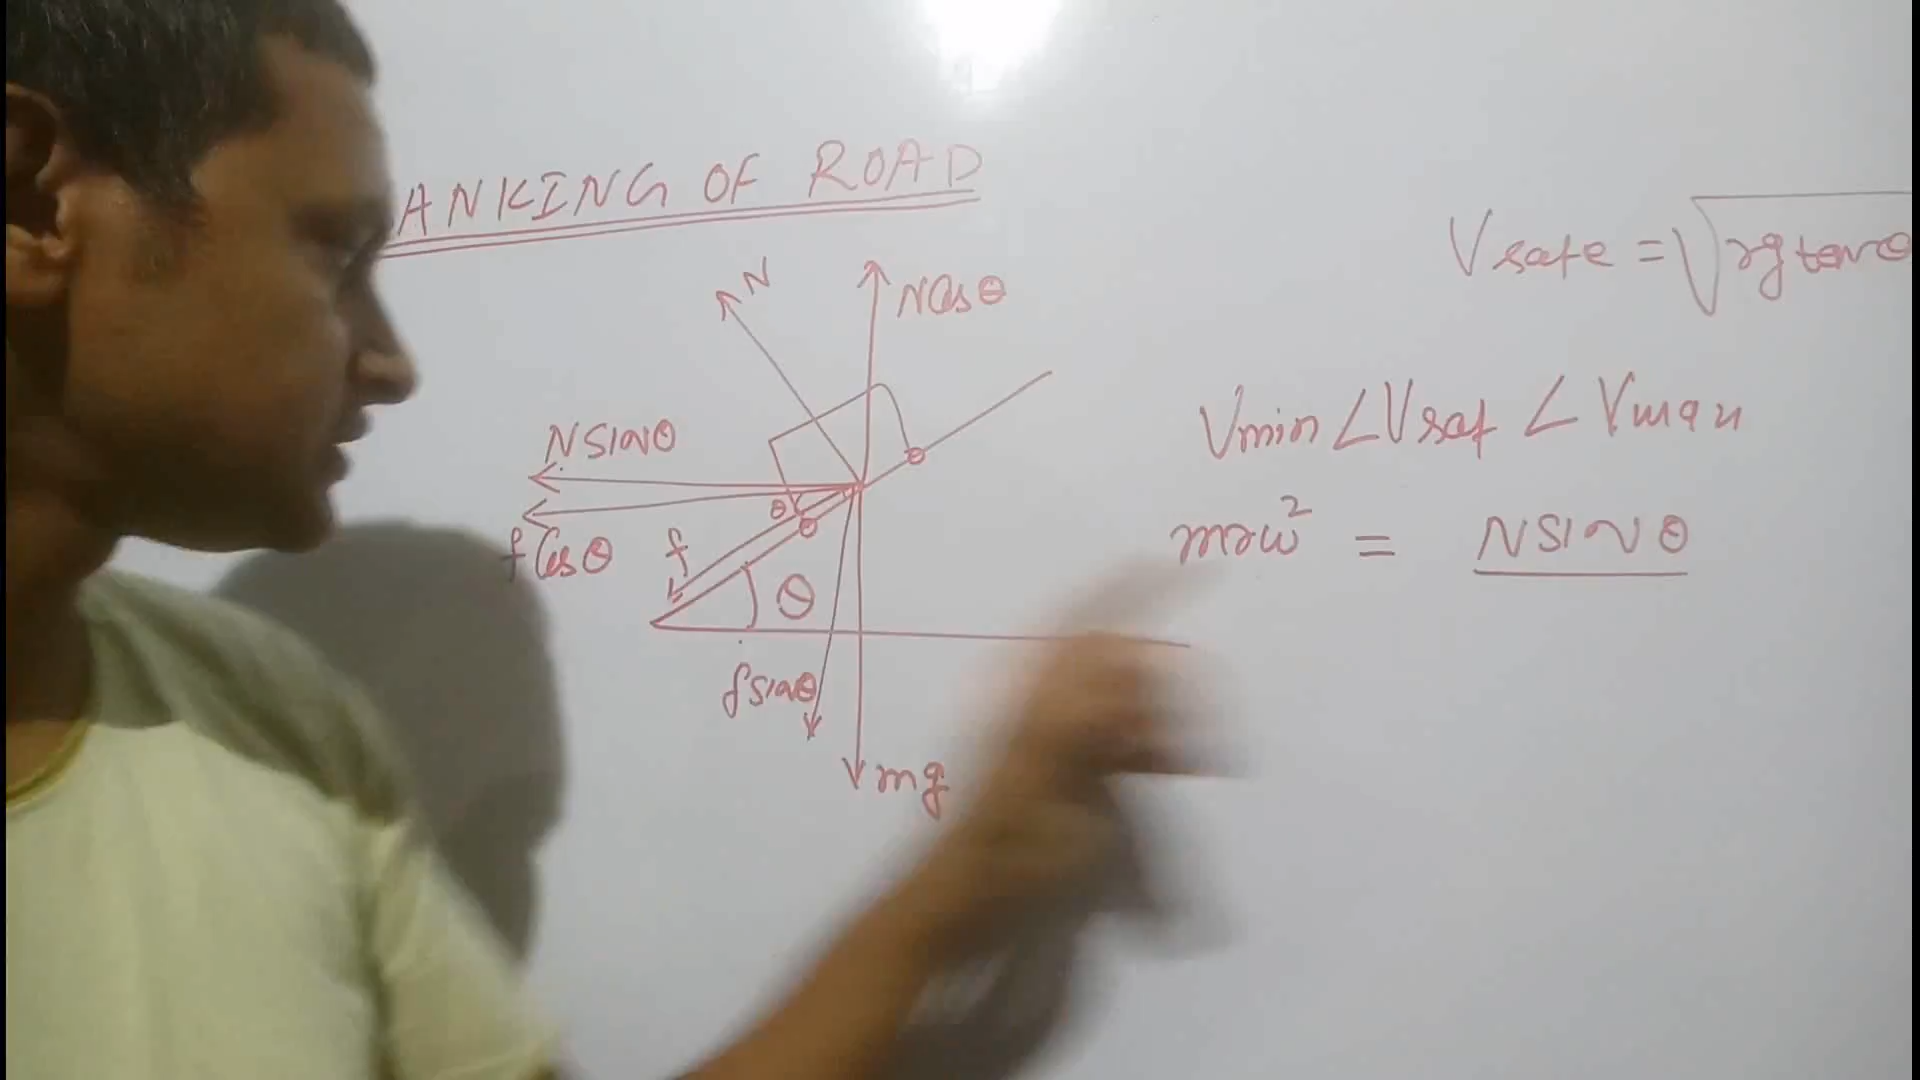 ANKING OF ROAD
Vsafe = √rg tanθ
N
NCosθ
Vmin ∠ Vsaf ∠ Vmax
NSINθ
mrω² = NSINθ
θ
fCosθ
f
θ
fsinθ
mg